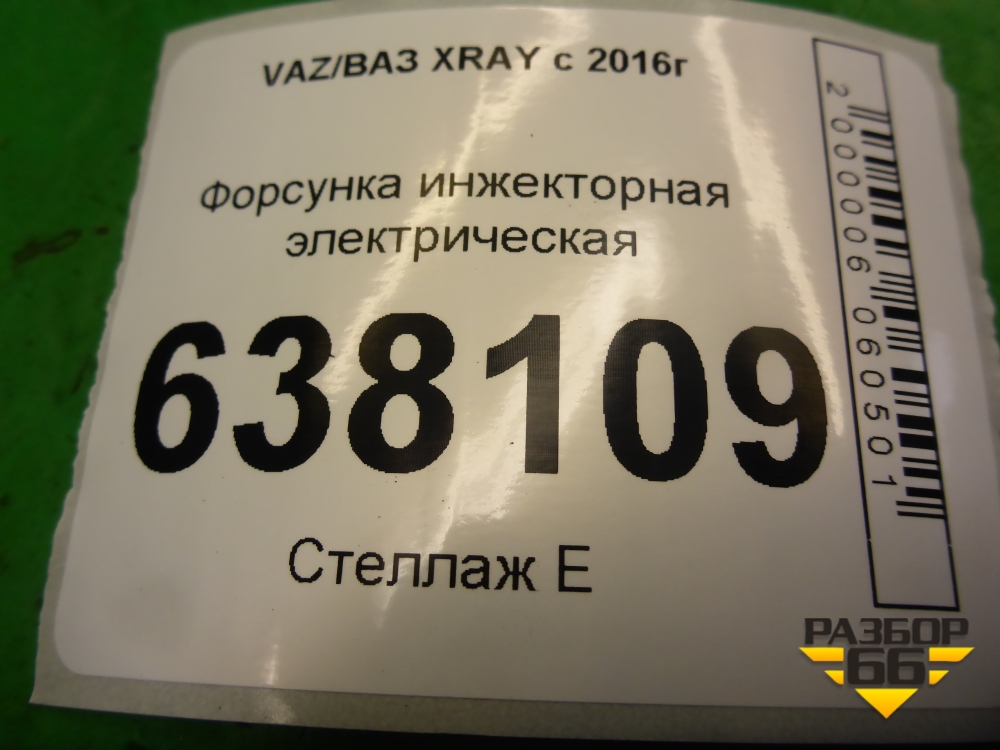 VAZ/ВАЗ XRAY с 2016г
Форсунка инжекторная
электрическая
638109
Стеллаж Е
2000006060501
РАЗБОР
66